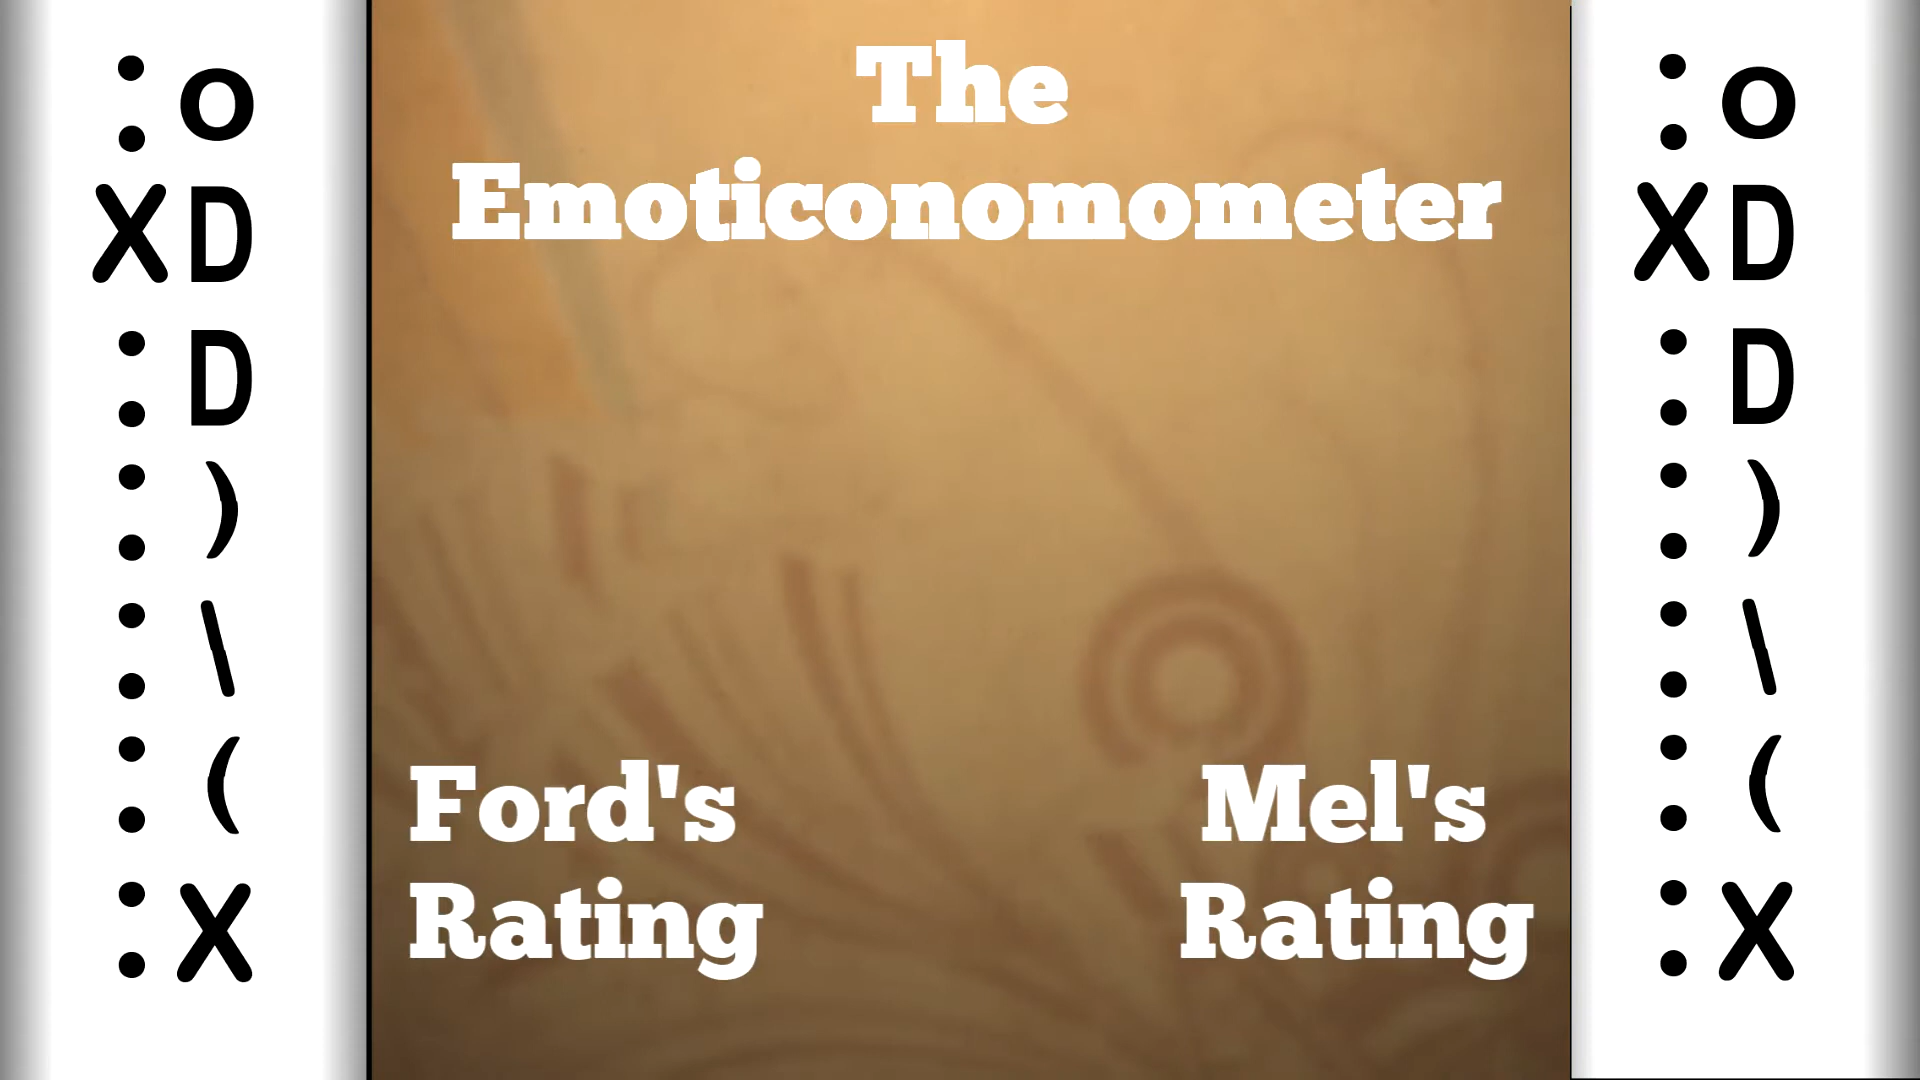 The
Emoticonomometer
:o
XD
:D
:)
:\
:(
:X
Ford's
Rating
Mel's
Rating
:o
XD
:D
:)
:\
:(
:X